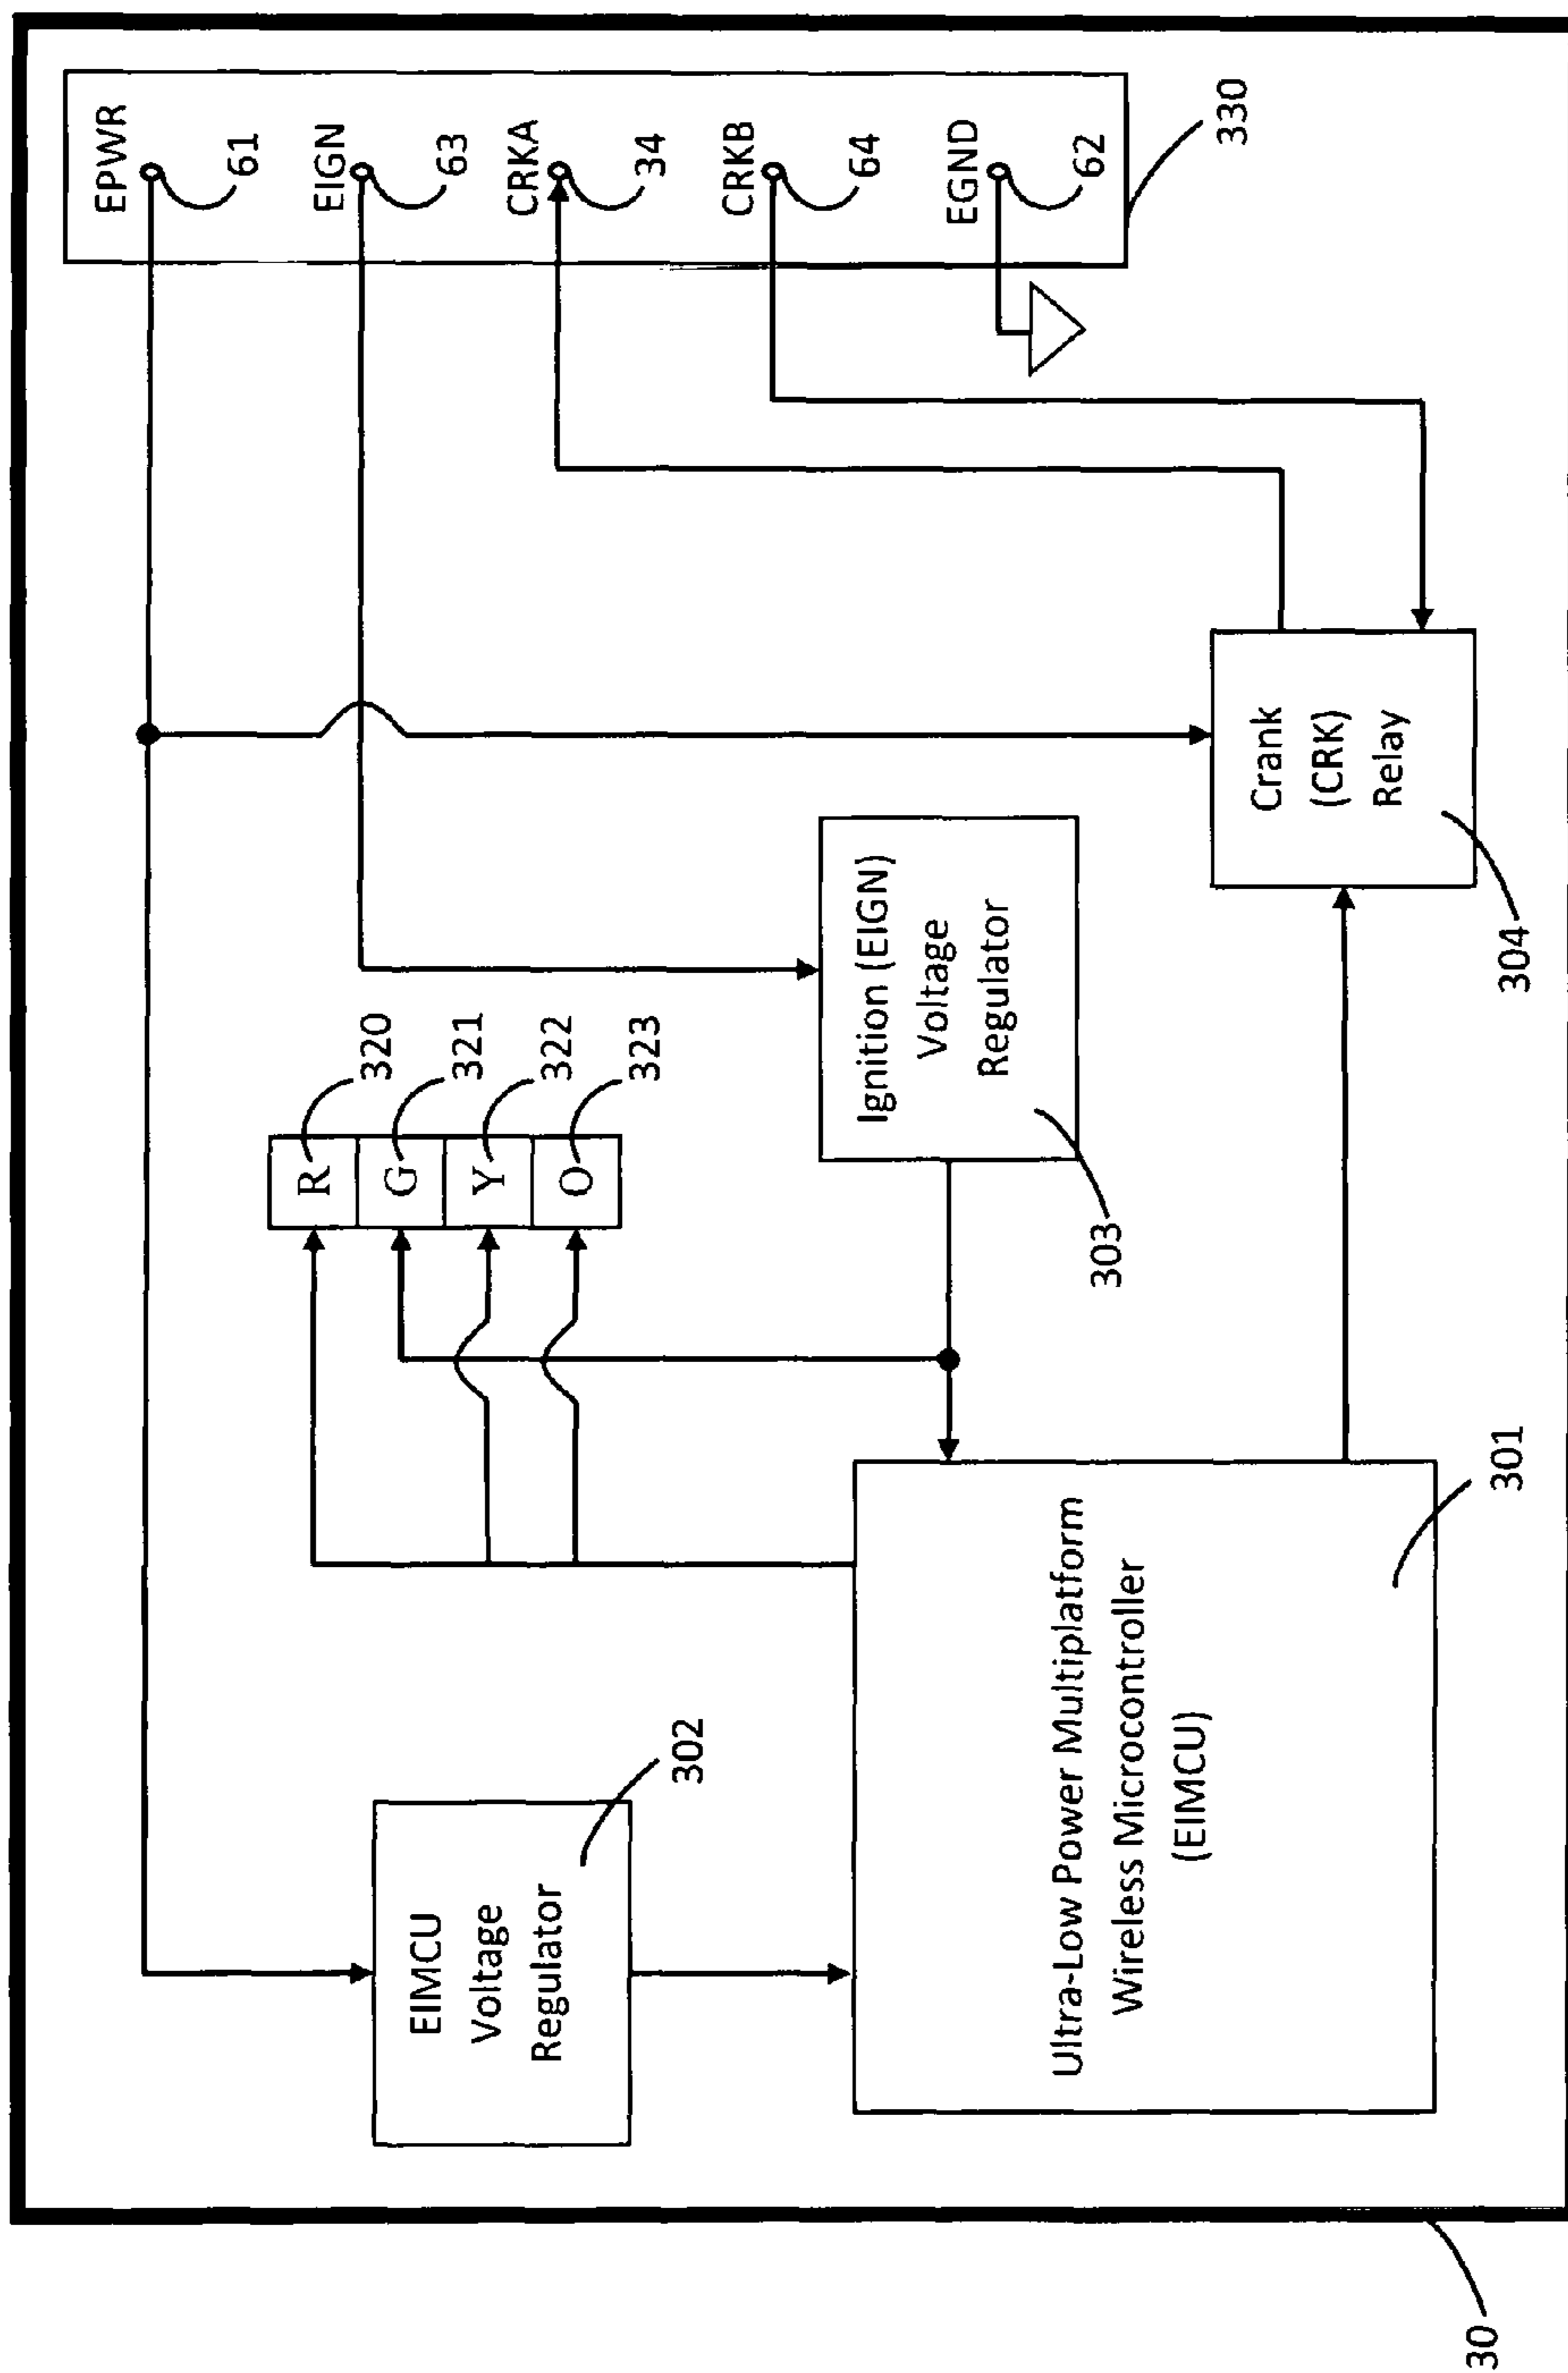 EPWR
61
EIGN
63
CRKA
34
CRKB
64
EGND
62
330
R
320
G
321
Y
322
O
323
EIMCU
Voltage
Regulator
302
Ignition (EIGN)
Voltage
Regulator
303
Crank
(CRK)
Relay
304
Ultra-Low Power Multiplatform
Wireless Microcontroller
(EIMCU)
301
30